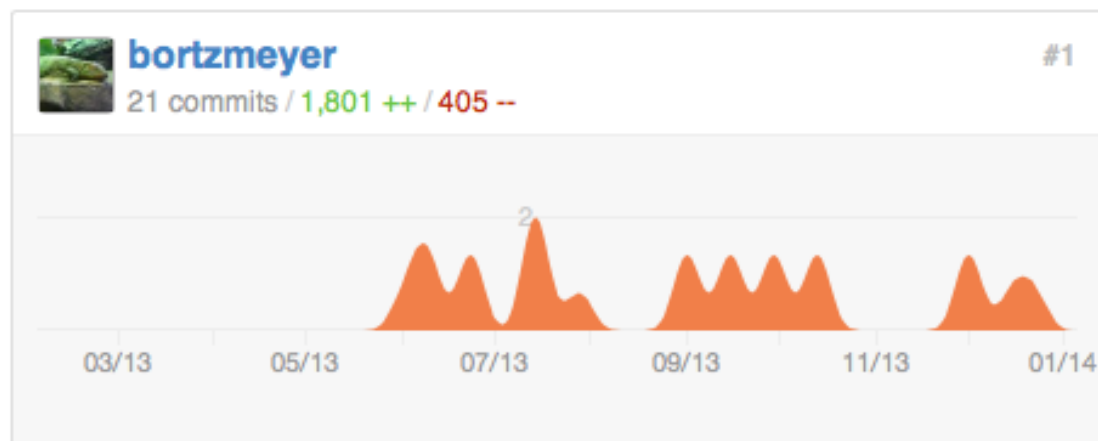 bortzmeyer #1
21 commits / 1,801 ++ / 405 --
2
03/13 05/13 07/13 09/13 11/13 01/14